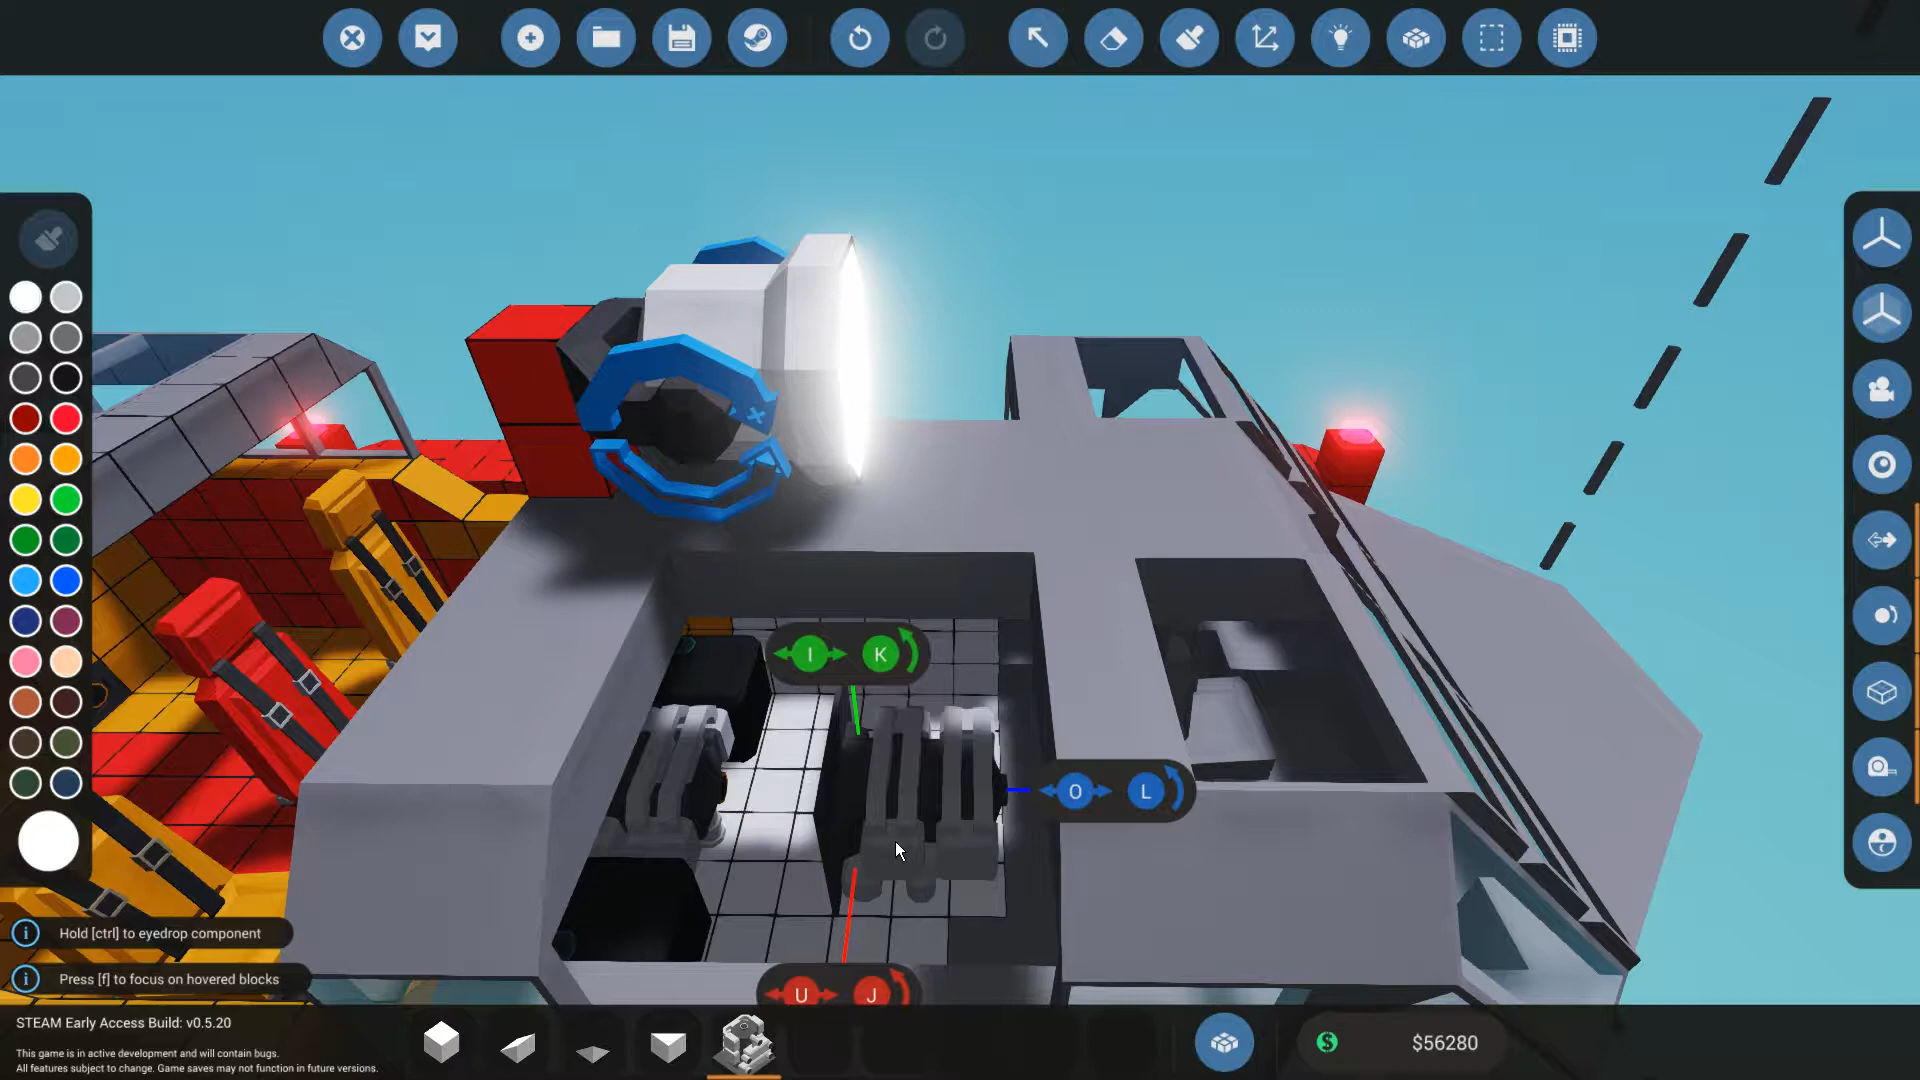 I K
O L
U J
Hold [ctrl] to eyedrop component
Press [f] to focus on hovered blocks
STEAM Early Access Build: v0.5.20
This game is in active development and will contain bugs.
All features subject to change. Game saves may not function in future versions.
$ $56280